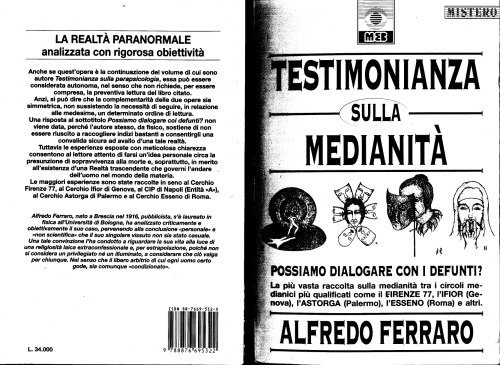 LA REALTÀ PARANORMALE
analizzata con rigorosa obiettività
Anche se quest'opera è la continuazione del volume di cui sono
autore Testimonianza sulla parapsicologia, essa può essere
considerata autonoma, nel senso che non richiede, per essere
compresa, la preventiva lettura del libro citato.
Anzi, si può dire che la complementarità delle due opere sia
simmetrica, non sussistendo la necessità di seguire, in relazione
alle medesime, un determinato ordine di lettura.
Una risposta al sottotitolo Possiamo dialogare coi defunti? non
viene data, perché l'autore stesso, da fisico, sostiene di non
essere riuscito a raccogliere indizi bastanti a consentirgli una
convalida sicura ad avallo d'una tale realtà.
Tuttavia le esperienze esposte con meticolosa chiarezza
consentono al lettore attento di farsi un'idea personale circa la
presunzione di sopravvivenza alla morte e, soprattutto, in merito
all'esistenza d'una Realtà trascendente che governi l'andare
dell'uomo nel mondo della materia.
Le maggiori esperienze sono state raccolte in seno al Cerchio
Firenze 77, al Cerchio Ifior di Genova, al CIP di Napoli (Entità «A»),
al Cerchio Astorga di Palermo e al Cerchio Esseno di Roma.
Alfredo Ferraro, nato a Brescia nel 1916, pubblicista, s'è laureato in
fisica all'Università di Bologna, ha analizzato criticamente e
obiettivamente il suo caso, pervenendo alla conclusione «personale» e
«non scientifica» che il suo singolare vissuto non sia stato casuale.
Una tale convinzione l'ha condotto a riguardare la sua vita alla luce di
una religiosità laica extraconfessionale e, per estrapolazione, poiché non
si considera un privilegiato né un illuminato, a considerare che ciò valga
per chiunque. Nel senso che il libero arbitrio di cui ogni uomo certo
gode, sia comunque «condizionato».
L. 34.000
ISBN 88-7669-532-8
9 788876 695322
MISTERO
MEB
TESTIMONIANZA
SULLA
MEDIANITÀ
POSSIAMO DIALOGARE CON I DEFUNTI?
La più vasta raccolta sulla medianità tra i circoli me-
dianici più qualificati come il FIRENZE 77, l'IFIOR (Ge-
nova), l'ASTORGA (Palermo), l'ESSENO (Roma) e altri.
ALFREDO FERRARO